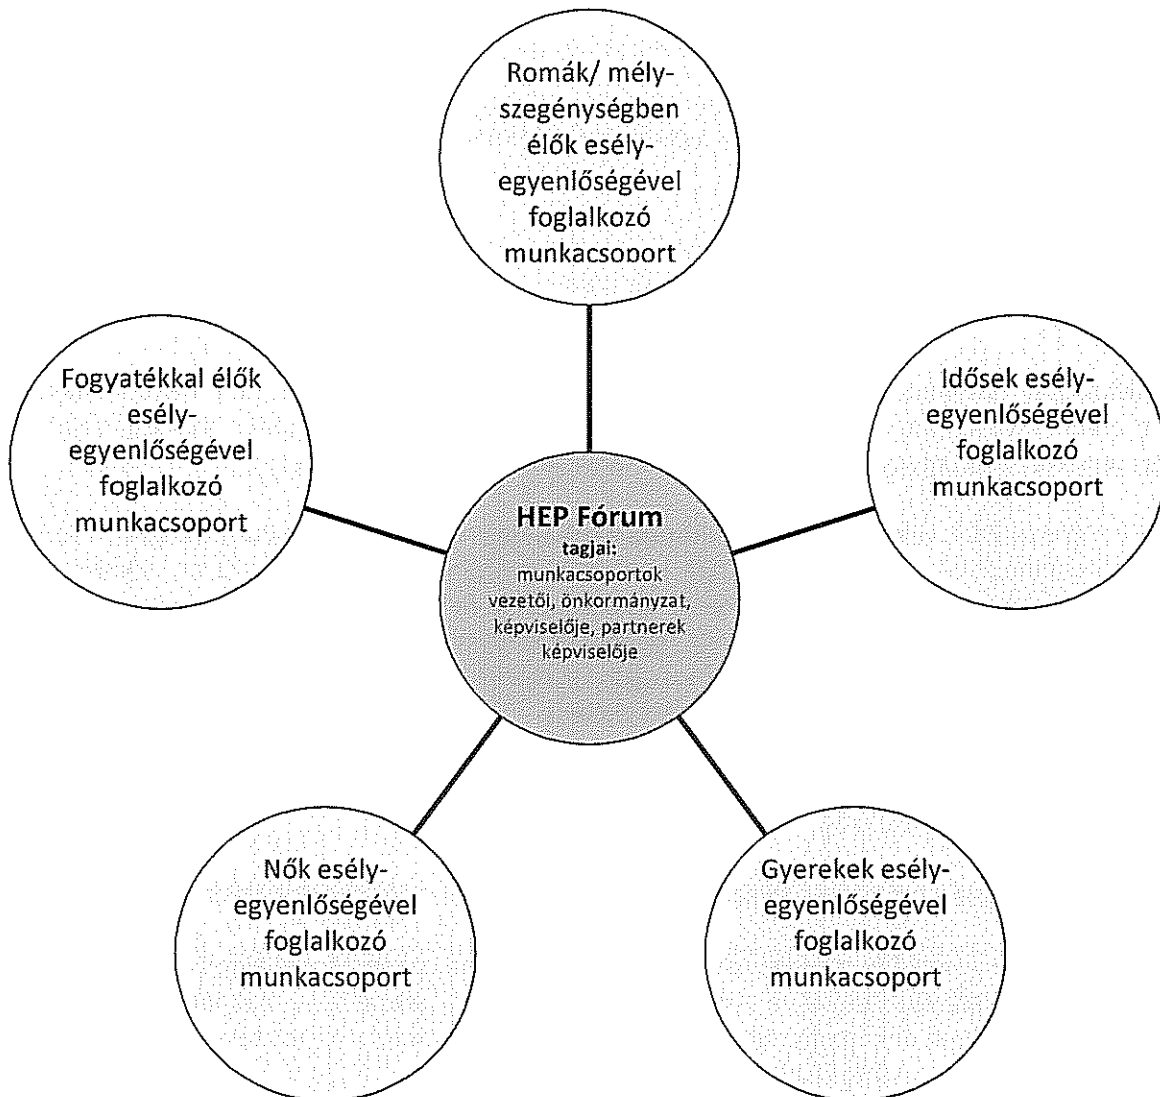 Romák/ mély-
szegénységben
élők esély-
egyenlőségével
foglalkozó
munkacsoport
Fogyatékkal élők
esély-
egyenlőségével
foglalkozó
munkacsoport
Idősek esély-
egyenlőségével
foglalkozó
munkacsoport
HEP Fórum
tagjai:
munkacsoportok
vezetői, önkormányzat,
képviselője, partnerek
képviselője
Nők esély-
egyenlőségével
foglalkozó
munkacsoport
Gyerekek esély-
egyenlőségével
foglalkozó
munkacsoport